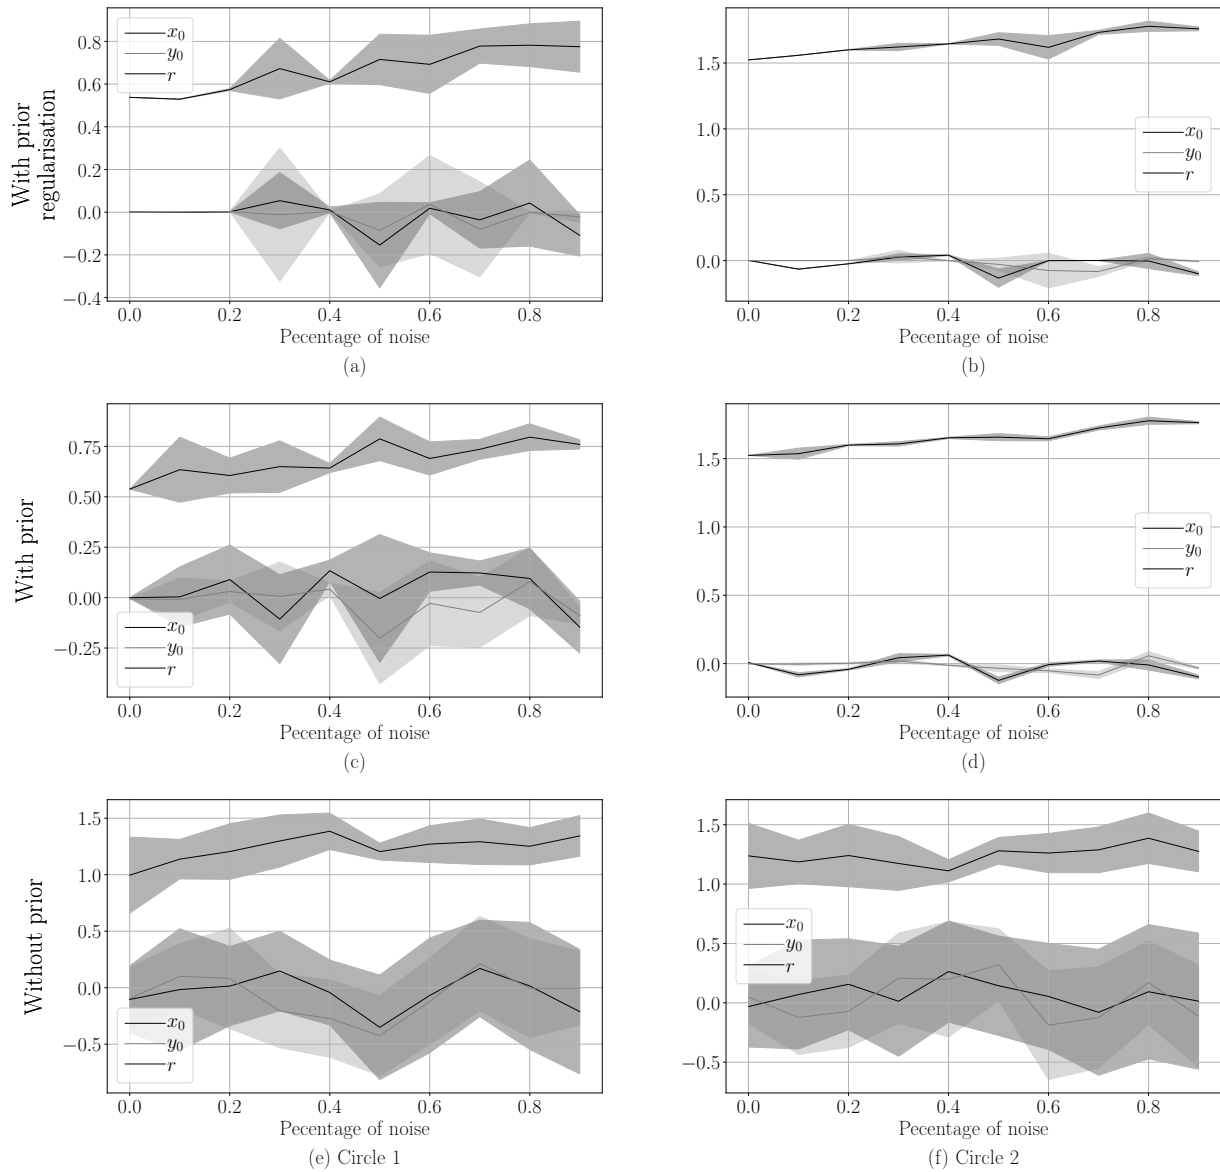 With prior
regularisation
0.8
0.6
0.4
0.2
0.0
−0.2
−0.4
x₀
y₀
r
0.0 0.2 0.4 0.6 0.8
Pecentage of noise
(a)
1.5
1.0
0.5
0.0
x₀
y₀
r
0.0 0.2 0.4 0.6 0.8
Pecentage of noise
(b)
With prior
0.75
0.50
0.25
0.00
−0.25
x₀
y₀
r
0.0 0.2 0.4 0.6 0.8
Pecentage of noise
(c)
1.5
1.0
0.5
0.0
x₀
y₀
r
0.0 0.2 0.4 0.6 0.8
Pecentage of noise
(d)
Without prior
1.5
1.0
0.5
0.0
−0.5
x₀
y₀
r
0.0 0.2 0.4 0.6 0.8
Pecentage of noise
(e) Circle 1
1.5
1.0
0.5
0.0
−0.5
x₀
y₀
r
0.0 0.2 0.4 0.6 0.8
Pecentage of noise
(f) Circle 2